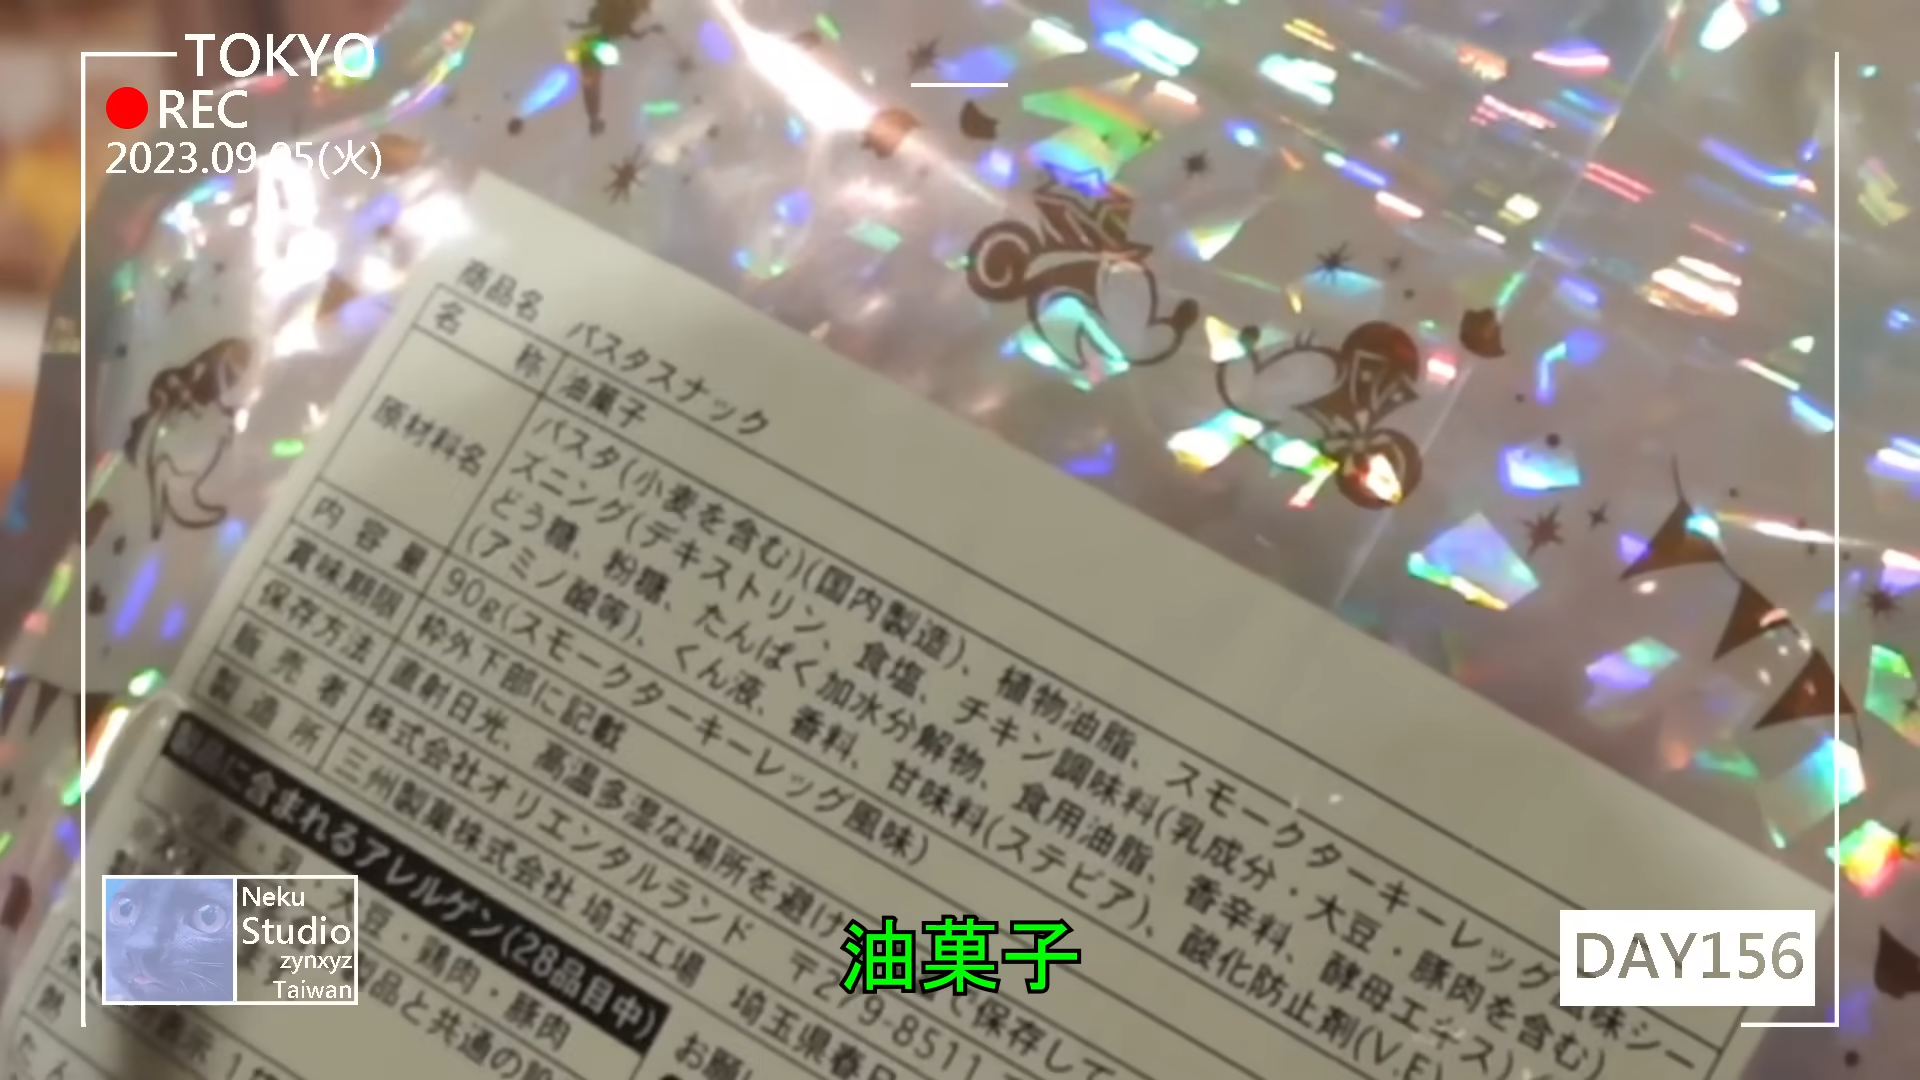 TOKYO
REC
2023.09.05(火)
商品名 パスタスナック
名称 油菓子
原材料名 パスタ(小麦を含む)(国内製造)、植物油脂、スモークターキーレッグ風味シー
ズニング(デキストリン、食塩、チキン調味料(乳成分・大豆・豚肉を含む)
どう糖、粉糖、たんぱく加水分解物、食用油脂、香辛料、酵母エキス)
(アミノ酸等)、くん液、香料、甘味料(ステビア)、酸化防止剤(V.E)
内容量 90g(スモークターキーレッグ風味)
賞味期限 枠外下部に記載
保存方法 直射日光、高温多湿な場所を避け 保存して
販売者 株式会社オリエンタルランド 〒279-8511
製造所 三州製菓株式会社 埼玉工場 埼玉県春日
製品に含まれるアレルゲン(28品目中)
小麦・乳・大豆・鶏肉・豚肉
品と共通の
お願い
油菓子
Neku
Studio
zynxyz
Taiwan
DAY156